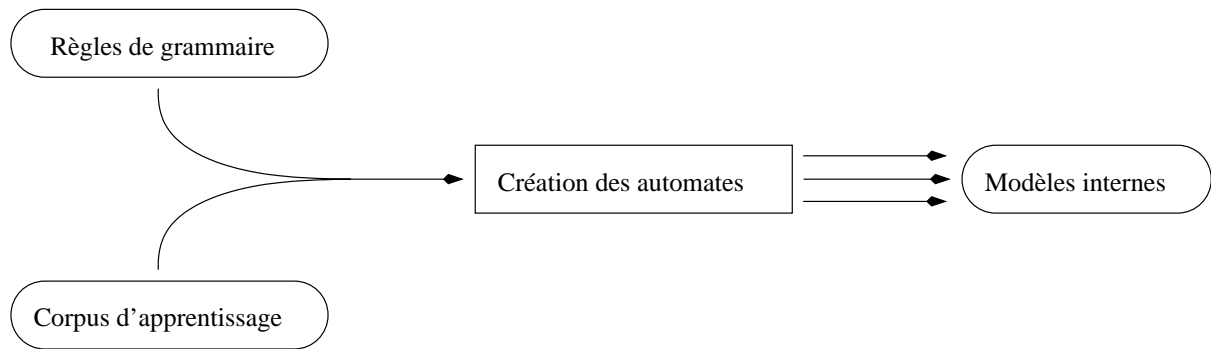 Règles de grammaire
Création des automates
Modèles internes
Corpus d'apprentissage